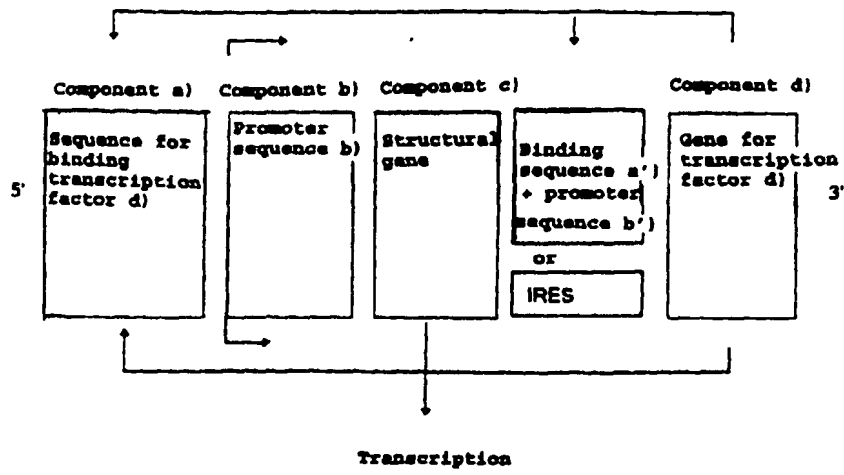 Component a)
Component b)
Component c)
Component d)
5'
Sequence for
binding
transcription
factor d)
Promoter
sequence b)
Structural
gene
Binding
sequence a')
+ promoter
sequence b')
or
IRES
Gene for
transcription
factor d)
3'
Transcription